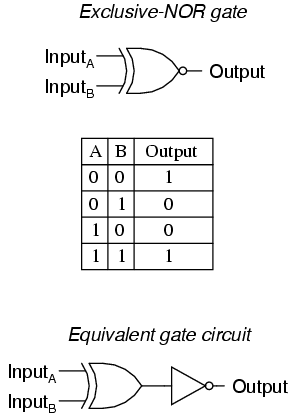 Exclusive-NOR gate
InputA
Output
InputB
A B Output
0 0 1
0 1 0
1 0 0
1 1 1
Equivalent gate circuit
InputA
Output
InputB